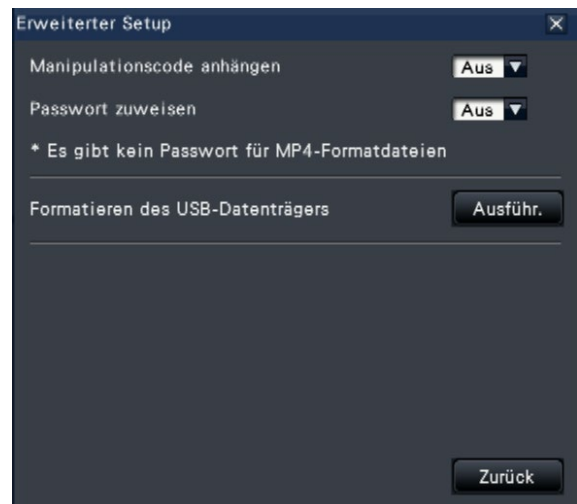 Erweiterter Setup
Manipulationscode anhängen Aus
Passwort zuweisen Aus
* Es gibt kein Passwort für MP4-Formatdateien
Formatieren des USB-Datenträgers Ausführ.
Zurück